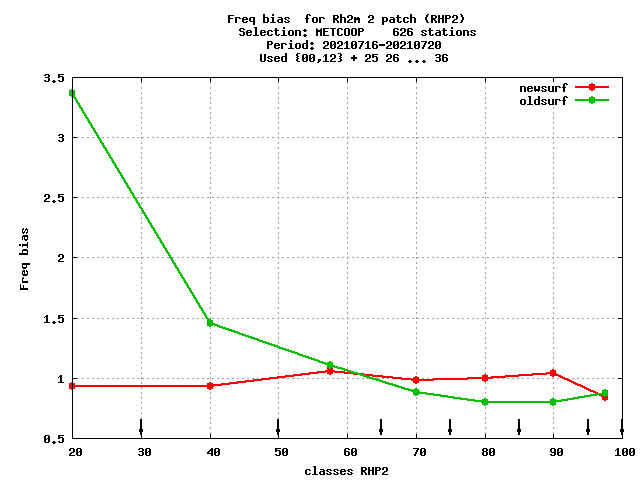 Freq bias  for Rh2m 2 patch (RHP2)
Selection: METCOOP    626 stations
Period: 20210716-20210720
Used {00,12} + 25 26 ... 36
newsurf
oldsurf
3.5
3
2.5
2
1.5
1
0.5
Freq bias
20 30 40 50 60 70 80 90 100
classes RHP2